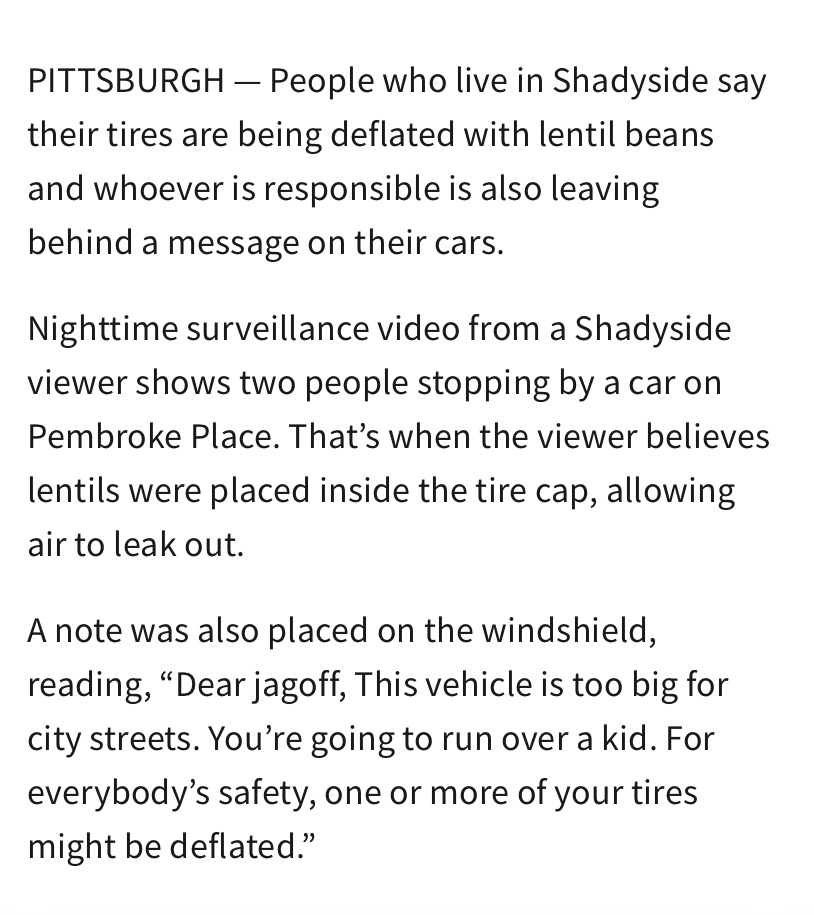 PITTSBURGH — People who live in Shadyside say
their tires are being deflated with lentil beans
and whoever is responsible is also leaving
behind a message on their cars.
Nighttime surveillance video from a Shadyside
viewer shows two people stopping by a car on
Pembroke Place. That’s when the viewer believes
lentils were placed inside the tire cap, allowing
air to leak out.
A note was also placed on the windshield,
reading, “Dear jagoff, This vehicle is too big for
city streets. You’re going to run over a kid. For
everybody’s safety, one or more of your tires
might be deflated.”